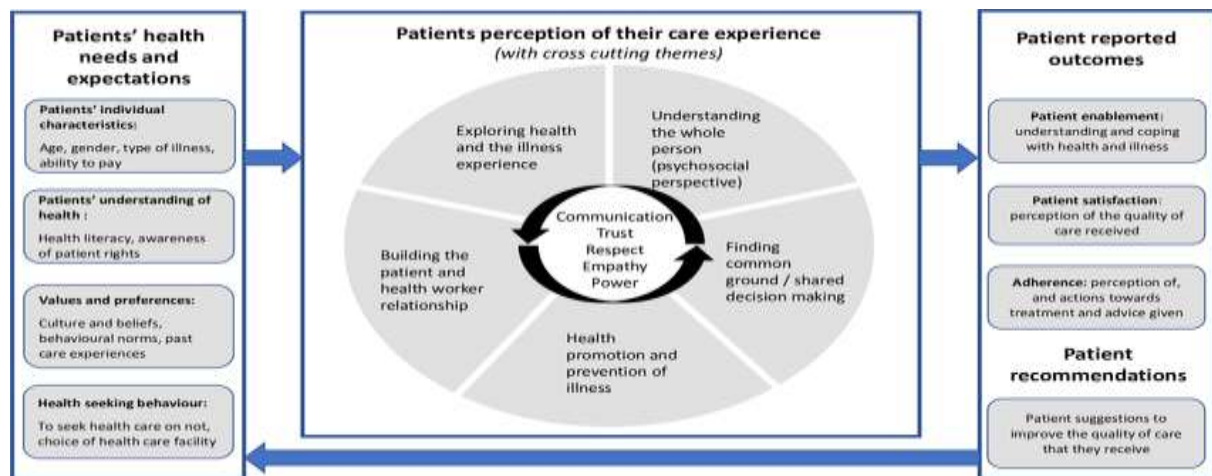 Patients' health
needs and
expectations
Patients' individual
characteristics:
Age, gender, type of illness,
ability to pay
Patients' understanding of
health :
Health literacy, awareness
of patient rights
Values and preferences:
Culture and beliefs,
behavioural norms, past
care experiences
Health seeking behaviour:
To seek health care on not,
choice of health care facility
Patients perception of their care experience
(with cross cutting themes)
Exploring health
and the illness
experience
Understanding
the whole
person
(psychosocial
perspective)
Building the
patient and
health worker
relationship
Communication
Trust
Respect
Empathy
Power
Finding
common
ground / shared
decision making
Health
promotion and
prevention of
illness
Patient reported
outcomes
Patient enablement:
understanding and coping
with health and illness
Patient satisfaction:
perception of the quality of
care received
Adherence: perception of,
and actions towards
treatment and advice given
Patient
recommendations
Patient suggestions to
improve the quality of care
that they receive